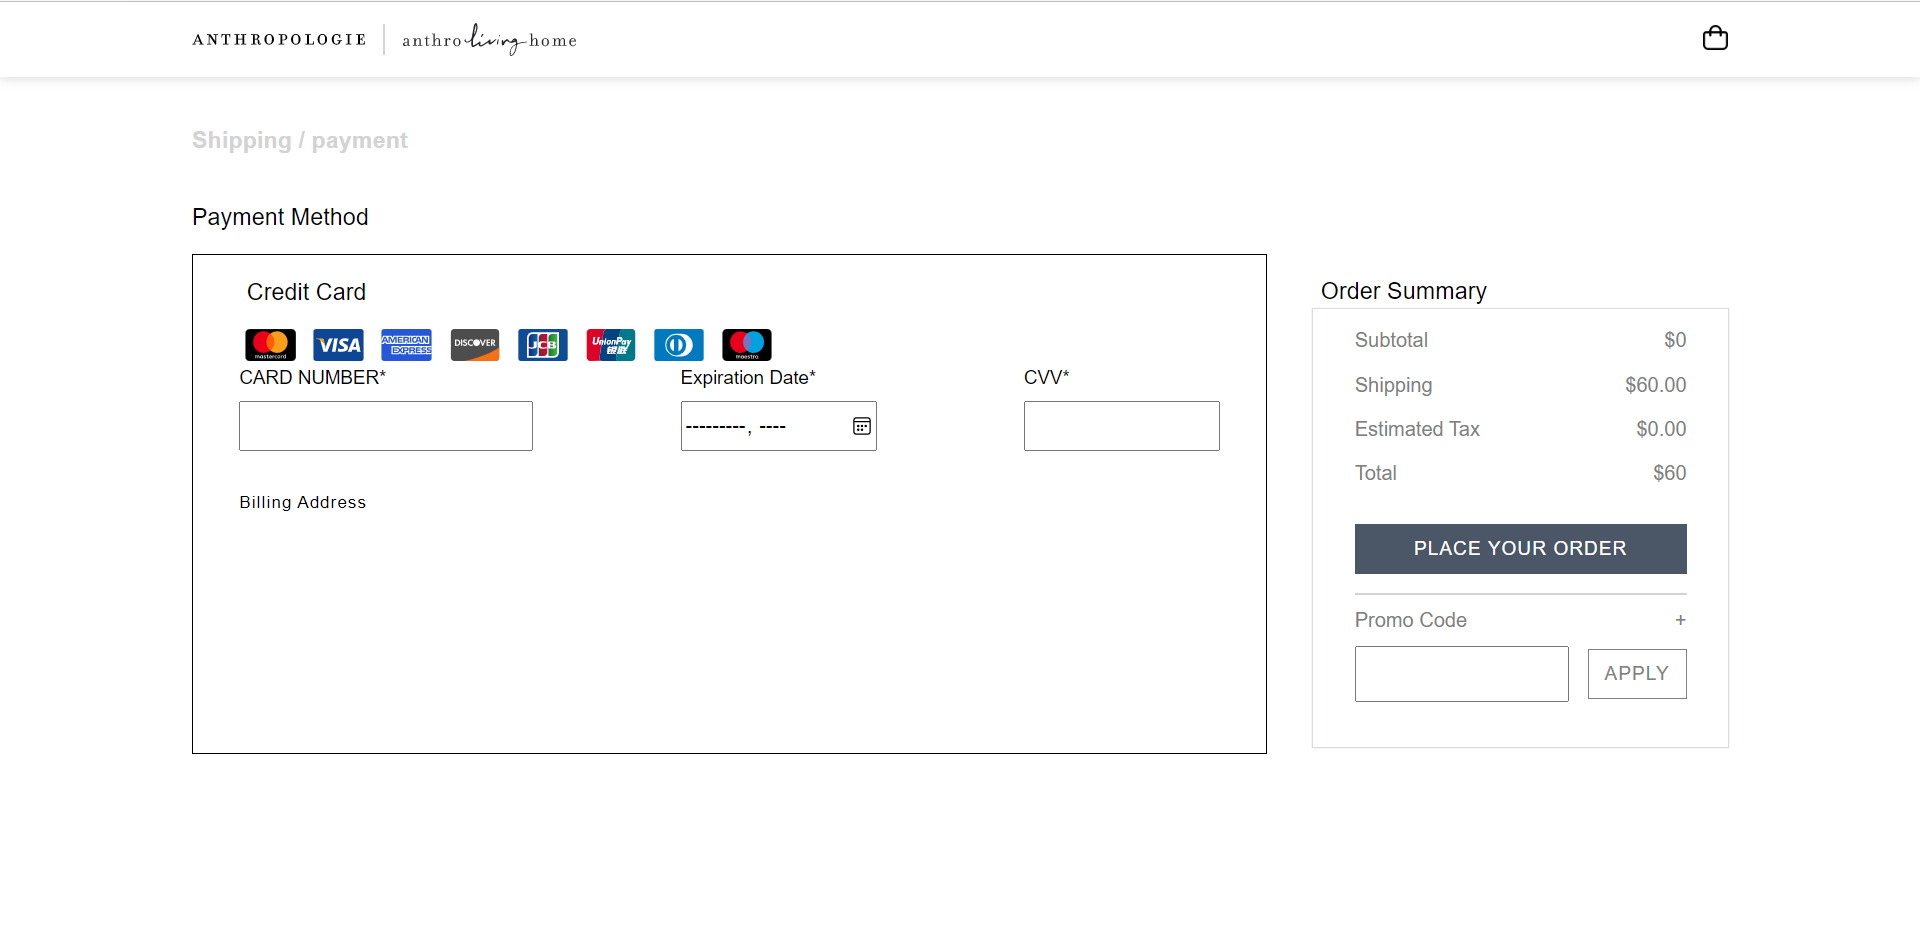 ANTHROPOLOGIE | anthro living home
Shipping / payment
Payment Method
Credit Card
mastercard VISA AMERICAN EXPRESS DISCOVER JCB UnionPay 银联 maestro
CARD NUMBER* Expiration Date* CVV*
---------, ----
Billing Address
Order Summary
Subtotal $0
Shipping $60.00
Estimated Tax $0.00
Total $60
PLACE YOUR ORDER
Promo Code +
APPLY